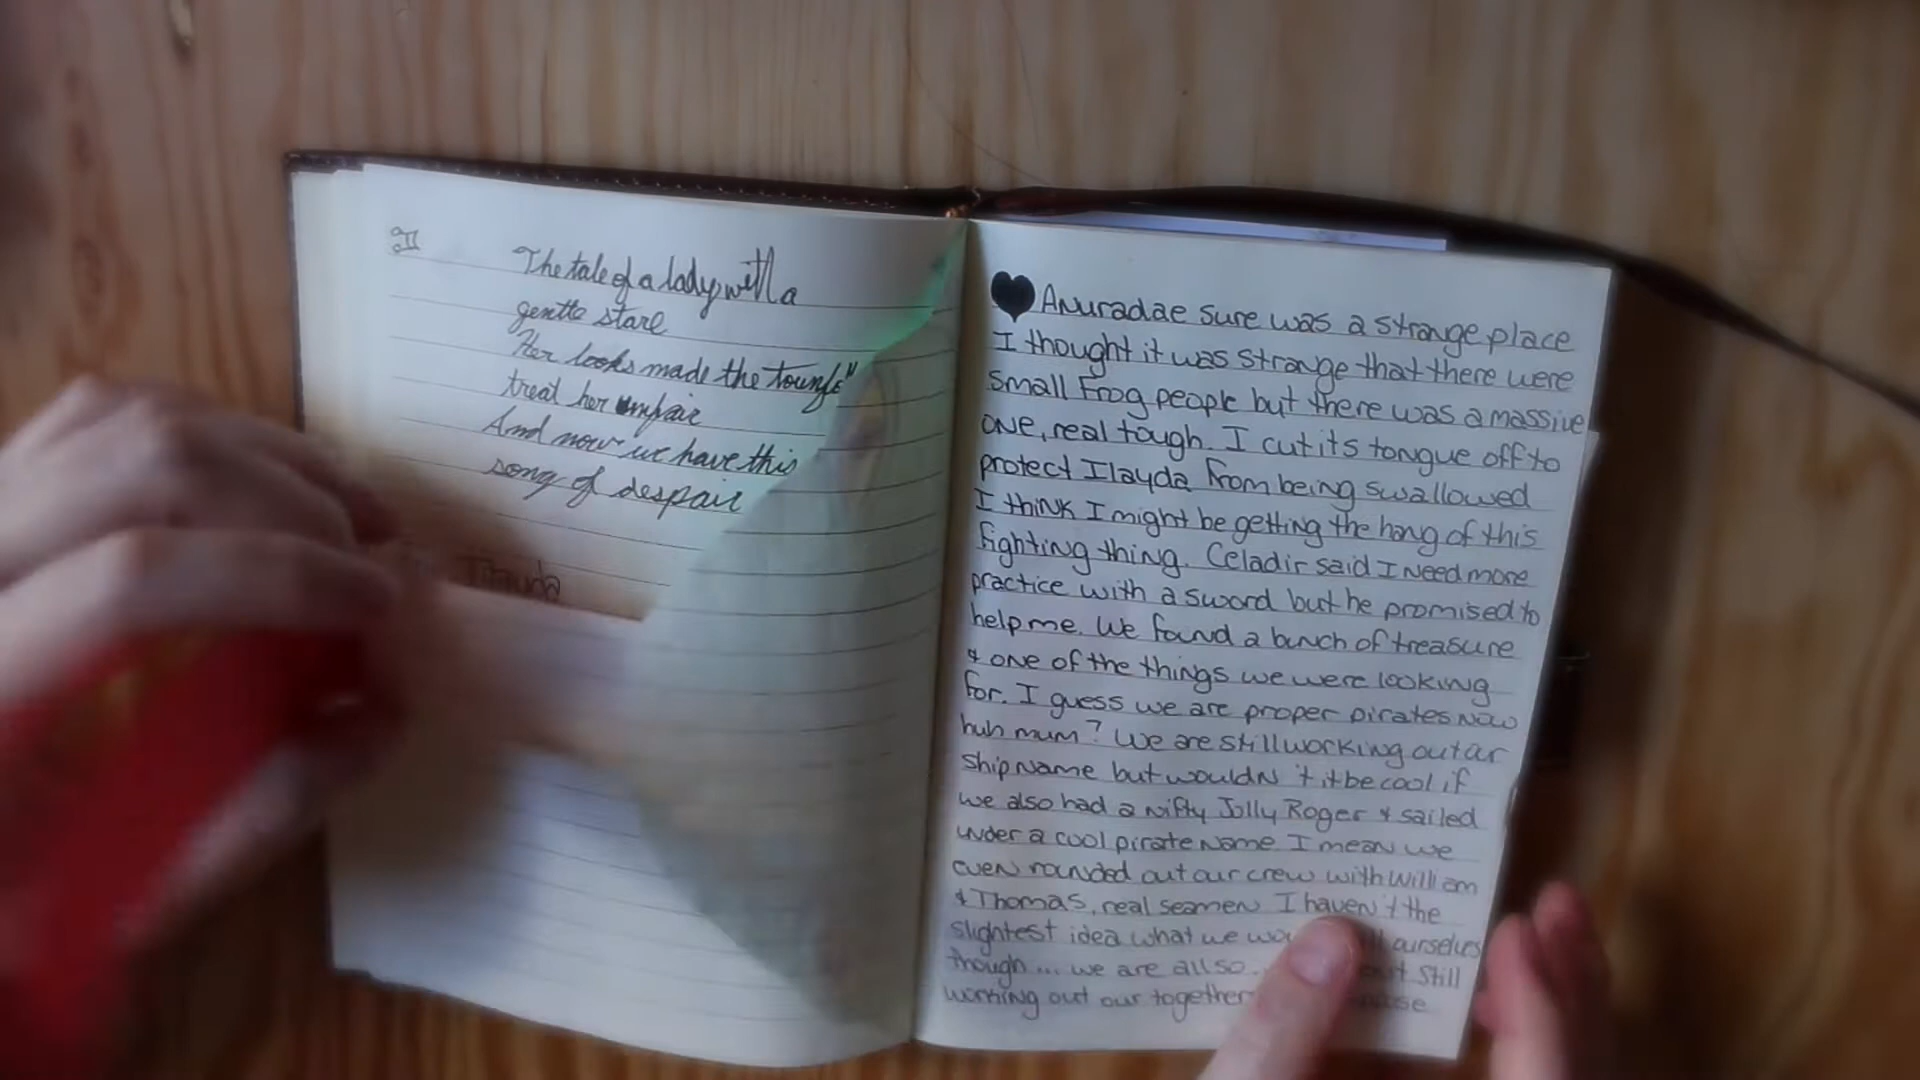 II
The tale of a lady with a
gentle stare
Her looks made the
treat her unfair
And now we have this
song of despair
Anuradae sure was a strange place
I thought it was strange that there were
small Frog people but there was a massive
one, real tough. I cut its tongue off to
protect Ilayda from being swallowed
I think I might be getting the hang of this
fighting thing. Celadir said I need more
practice with a sword but he promised to
help me. We found a bunch of treasure
& one of the things we were looking
for. I guess we are proper pirates now
huh mum? We are still working out our
ship name but wouldn't it be cool if
we also had a nifty Jolly Roger & sailed
under a cool pirate name. I mean we
even rounded out our crew with William
& Thomas, real seamen I haven't the
slightest idea what we ourselves
though... we are all so still
working out our together